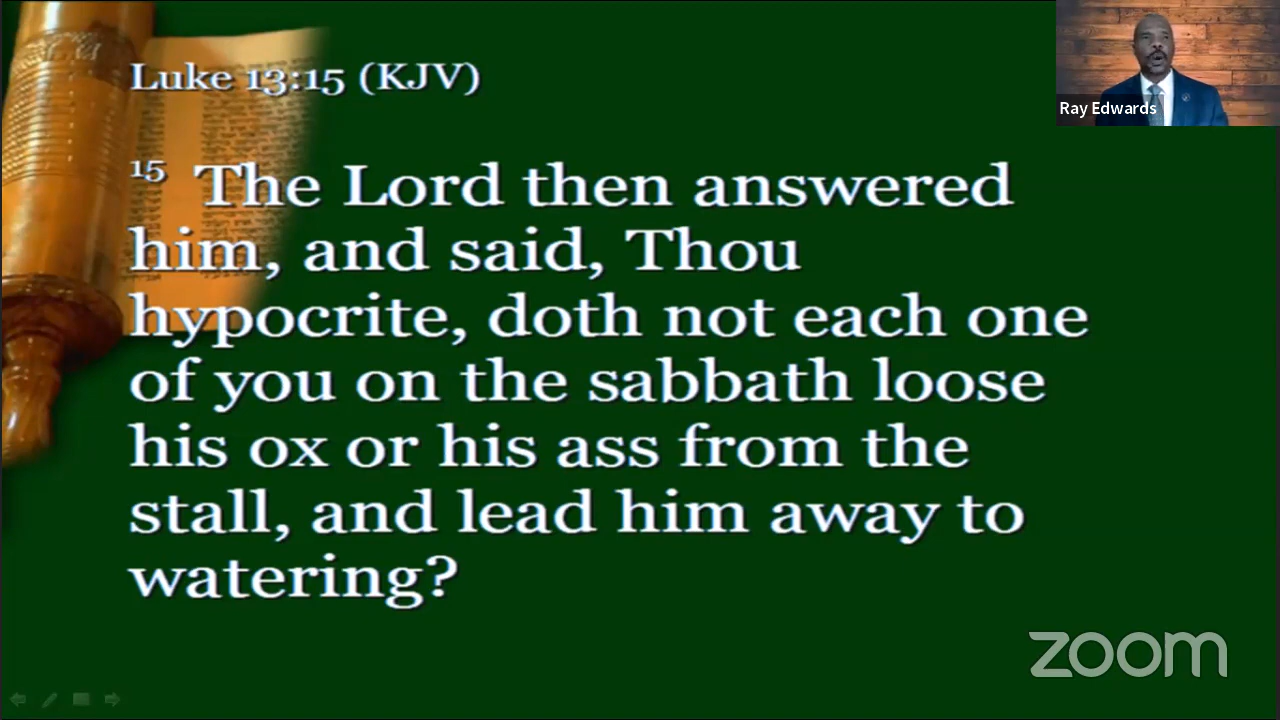 Luke 13:15 (KJV)
Ray Edwards
15 The Lord then answered
him, and said, Thou
hypocrite, doth not each one
of you on the sabbath loose
his ox or his ass from the
stall, and lead him away to
watering?
zoom